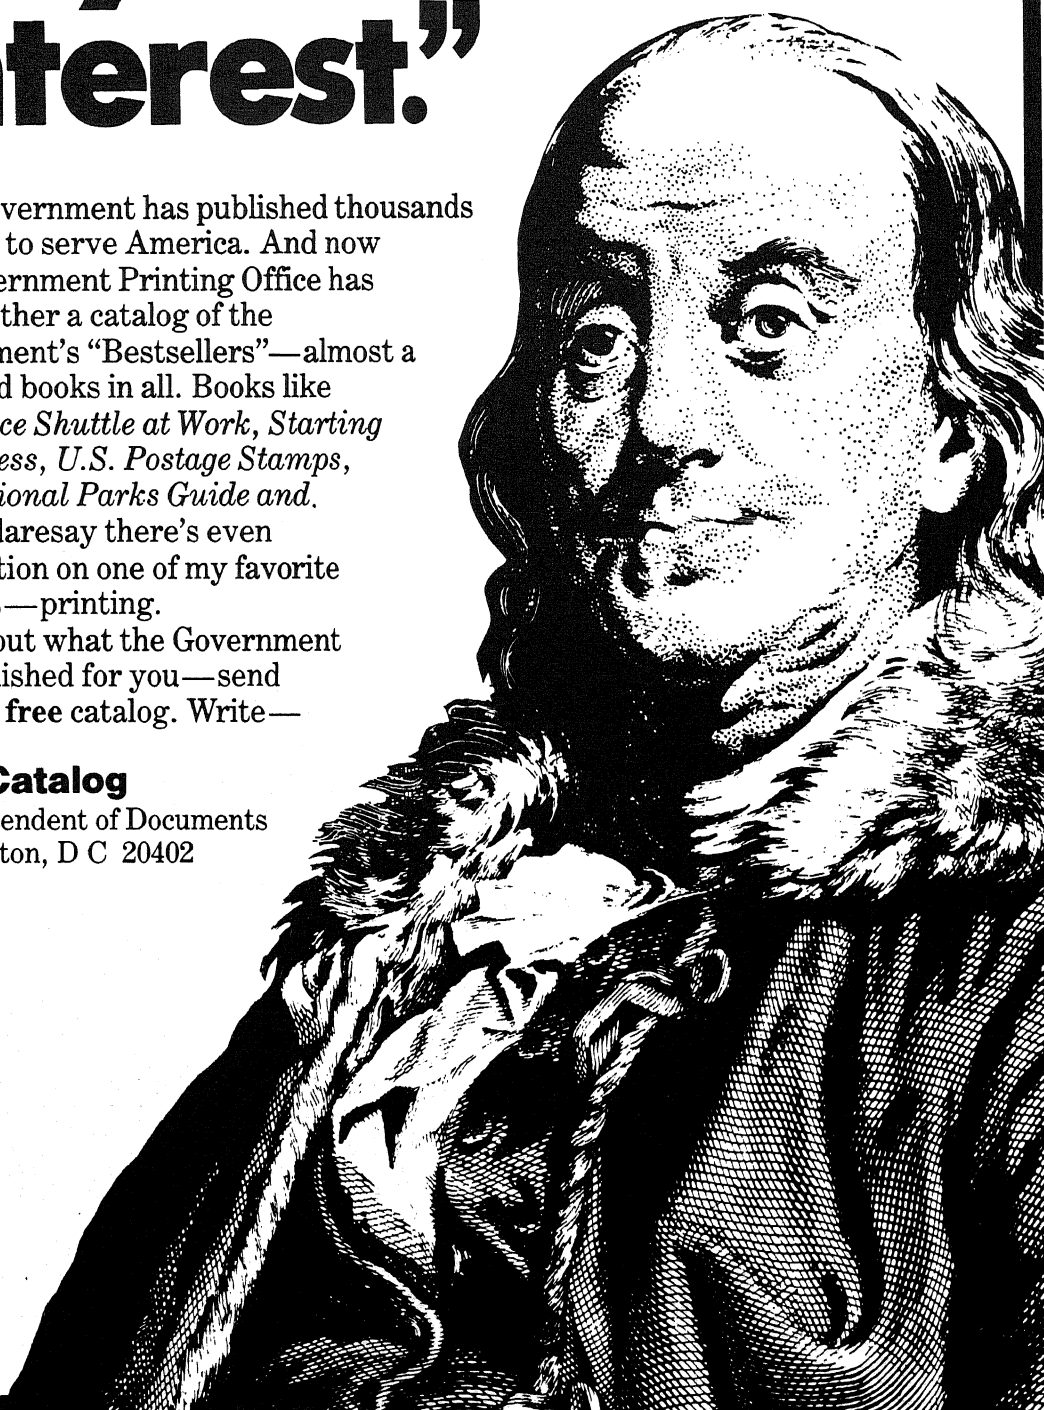 terest.”
vernment has published thousands
to serve America. And now
ernment Printing Office has
ther a catalog of the
ment's “Bestsellers”—almost a
d books in all. Books like
ce Shuttle at Work, Starting
ess, U.S. Postage Stamps,
ional Parks Guide and.
daresay there's even
tion on one of my favorite
—printing.
out what the Government
ished for you—send
free catalog. Write—
Catalog
endent of Documents
ton, D C 20402